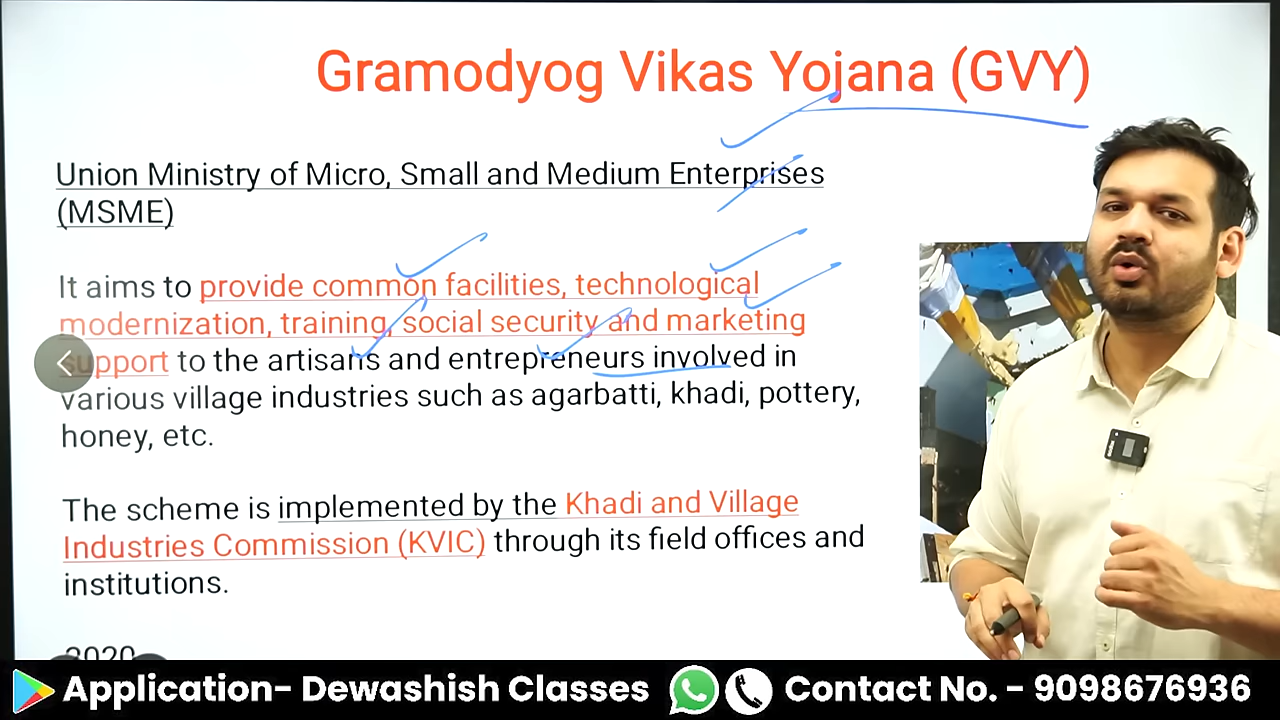 Gramodyog Vikas Yojana (GVY)
Union Ministry of Micro, Small and Medium Enterprises
(MSME)
It aims to provide common facilities, technological
modernization, training, social security and marketing
support to the artisans and entrepreneurs involved in
various village industries such as agarbatti, khadi, pottery,
honey, etc.
The scheme is implemented by the Khadi and Village
Industries Commission (KVIC) through its field offices and
institutions.
2020
Application- Dewashish Classes
Contact No. - 9098676936